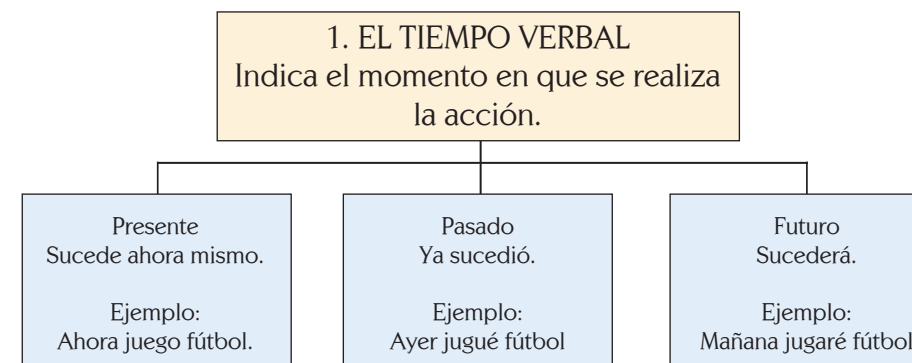 1. EL TIEMPO VERBAL
Indica el momento en que se realiza
la acción.
Presente
Sucede ahora mismo.
Ejemplo:
Ahora juego fútbol.
Pasado
Ya sucedió.
Ejemplo:
Ayer jugué fútbol
Futuro
Sucederá.
Ejemplo:
Mañana jugaré fútbol